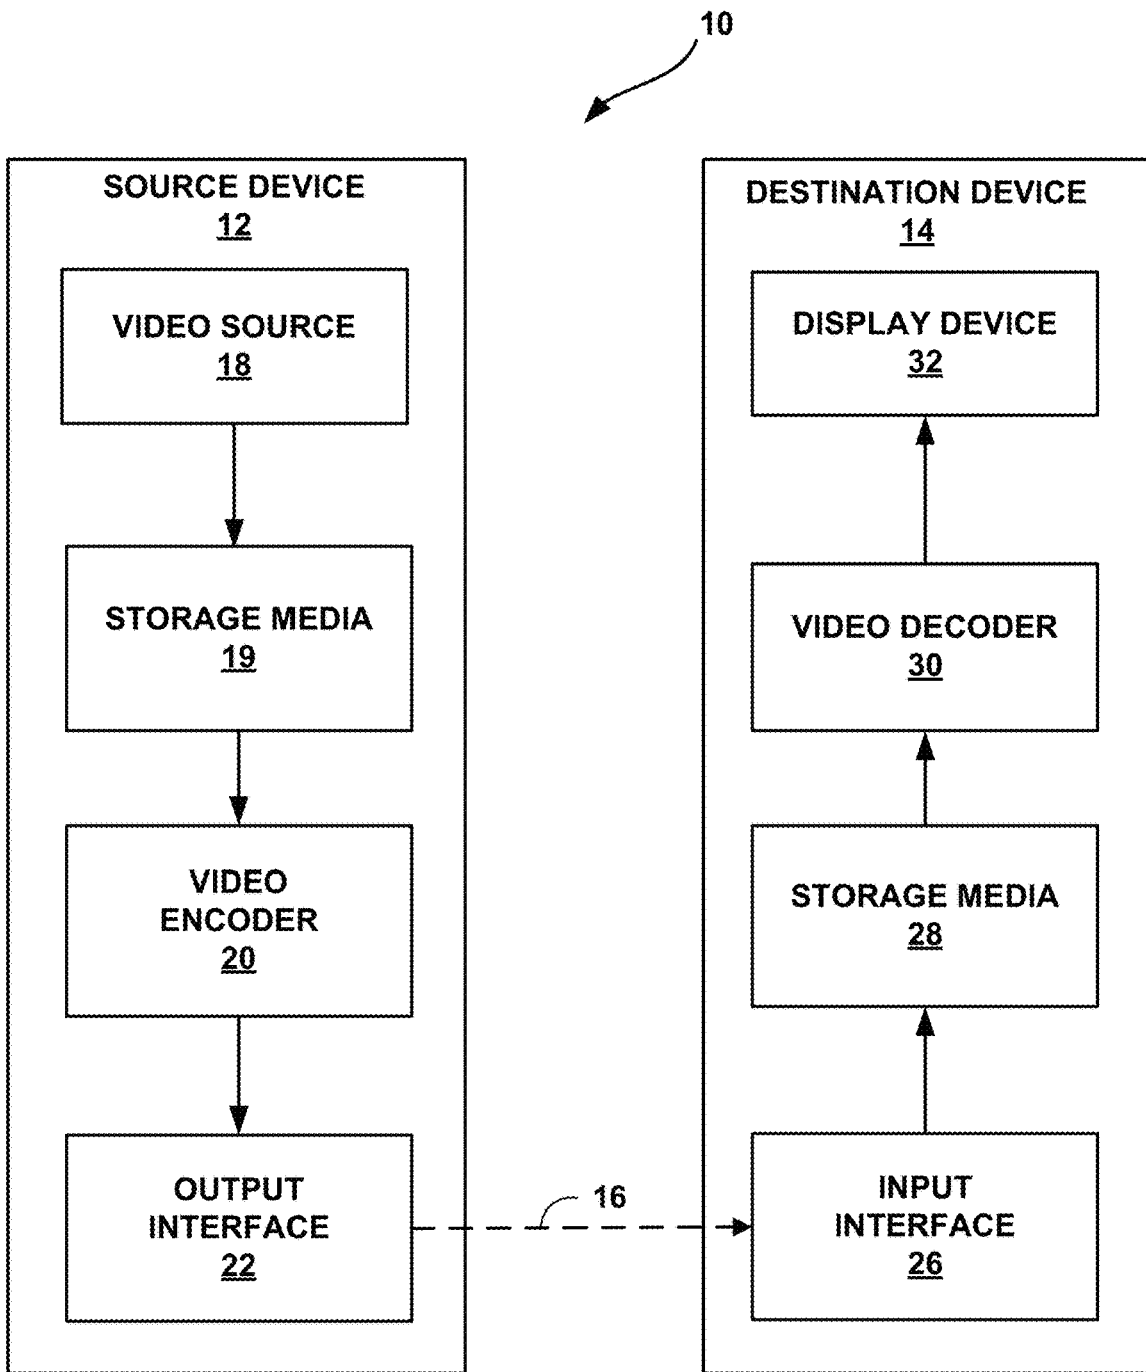 10
SOURCE DEVICE
12
VIDEO SOURCE
18
STORAGE MEDIA
19
VIDEO
ENCODER
20
OUTPUT
INTERFACE
22
16
DESTINATION DEVICE
14
DISPLAY DEVICE
32
VIDEO DECODER
30
STORAGE MEDIA
28
INPUT
INTERFACE
26